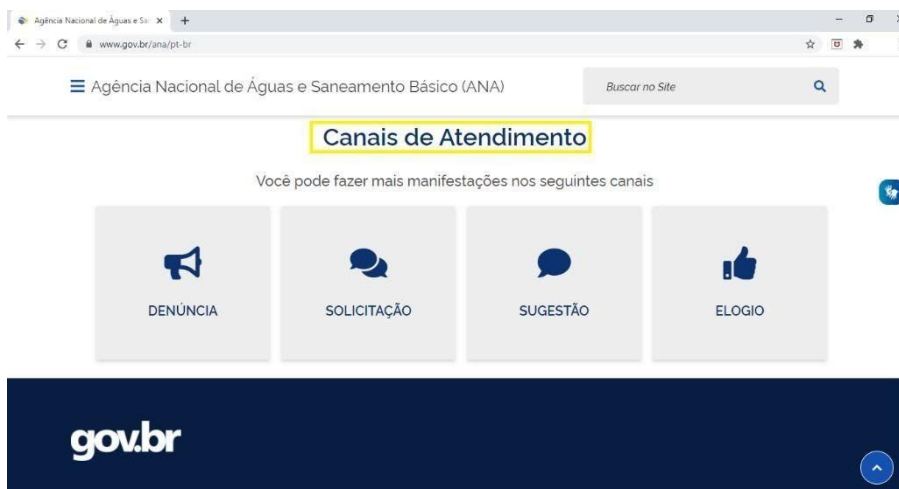 Agência Nacional de Águas e Sa
www.gov.br/ana/pt-br
Agência Nacional de Águas e Saneamento Básico (ANA)
Buscar no Site
Canais de Atendimento
Você pode fazer mais manifestações nos seguintes canais
DENÚNCIA
SOLICITAÇÃO
SUGESTÃO
ELOGIO
gov.br